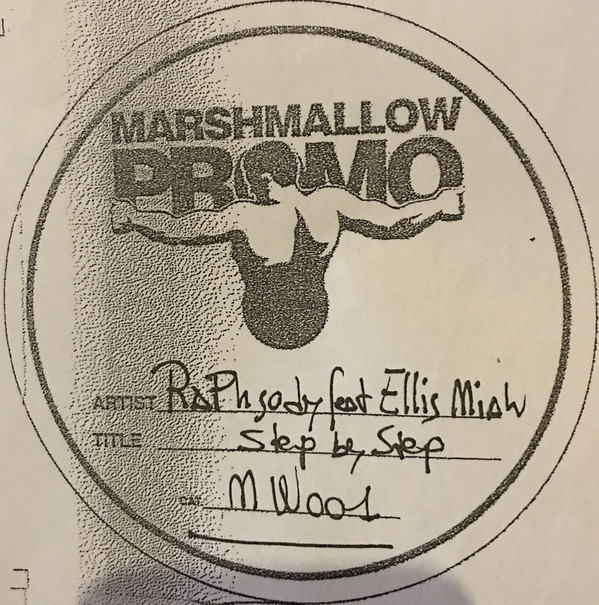 MARSHMALLOW
PROMO
ARTIST RaPhsody feat Ellis Miah
TITLE Step by Step
CAT. MW001